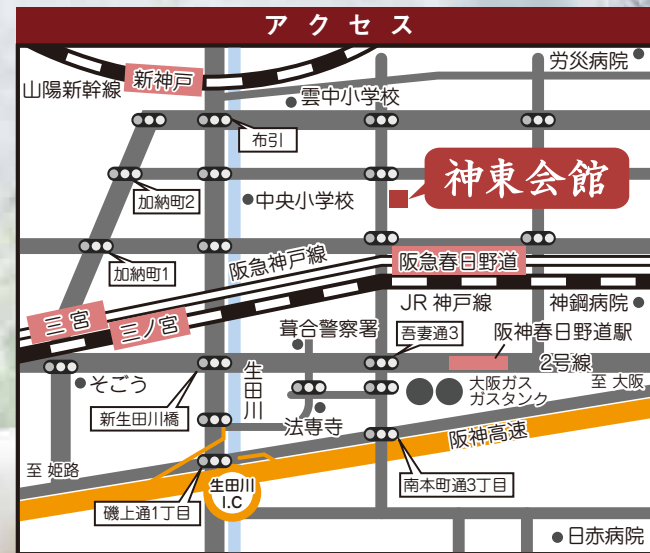 アクセス
労災病院
山陽新幹線
新神戸
雲中小学校
布引
加納町2
中央小学校
神東会館
加納町1
阪急神戸線
阪急春日野道
JR 神戸線
神鋼病院
三宮
三ノ宮
葺合警察署
吾妻通3
阪神春日野道駅
2号線
そごう
生田川
大阪ガス
ガスタンク
至 大阪
新生田川橋
法専寺
阪神高速
至 姫路
生田川
I.C
南本町通3丁目
磯上通1丁目
日赤病院